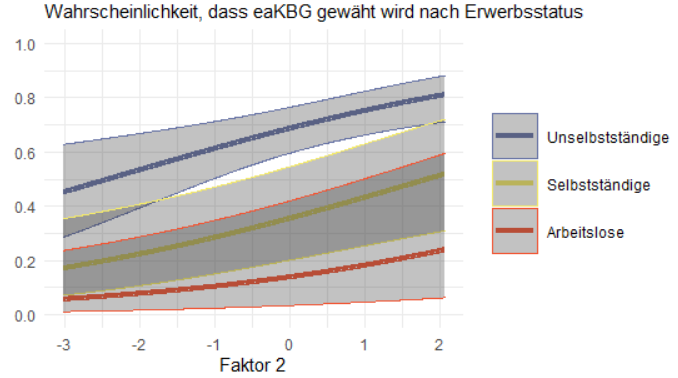 Wahrscheinlichkeit, dass eaKBG gewäht wird nach Erwerbsstatus
1.0
0.8
0.6
0.4
0.2
0.0
-3
-2
-1
0
1
2
Faktor 2
Unselbstständige
Selbstständige
Arbeitslose